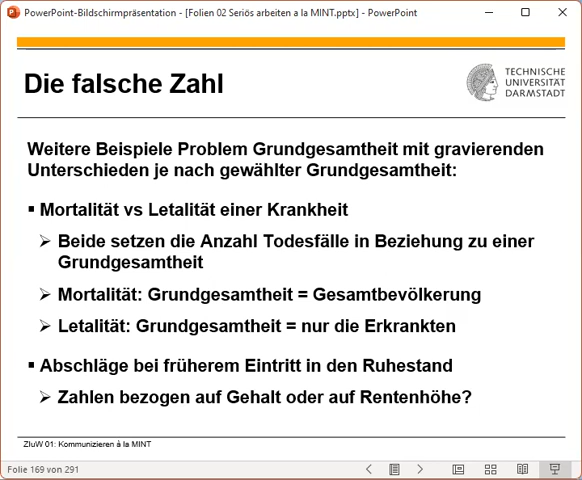 PowerPoint-Bildschirmpräsentation - [Folien 02 Seriös arbeiten a la MINT.pptx] - PowerPoint
Die falsche Zahl
TECHNISCHE
UNIVERSITÄT
DARMSTADT
Weitere Beispiele Problem Grundgesamtheit mit gravierenden
Unterschieden je nach gewählter Grundgesamtheit:
▪ Mortalität vs Letalität einer Krankheit
➢ Beide setzen die Anzahl Todesfälle in Beziehung zu einer
Grundgesamtheit
➢ Mortalität: Grundgesamtheit = Gesamtbevölkerung
➢ Letalität: Grundgesamtheit = nur die Erkrankten
▪ Abschläge bei früherem Eintritt in den Ruhestand
➢ Zahlen bezogen auf Gehalt oder auf Rentenhöhe?
ZIuW 01: Kommunizieren à la MINT
Folie 169 von 291